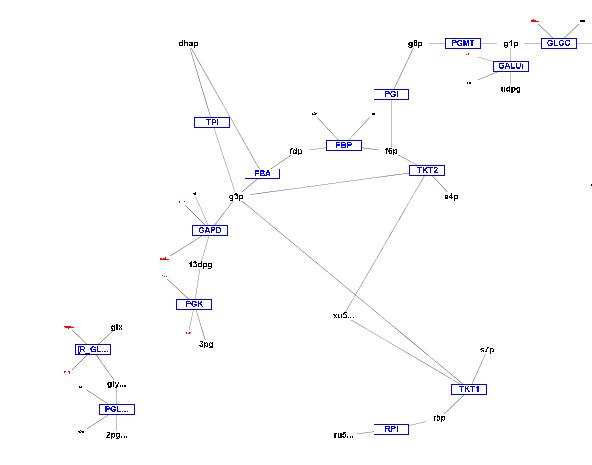 dhap
g6p
PGMT
g1p
GLGC
GALUi
udpg
PGI
TPI
FBP
fdp
f6p
FBA
TKT2
g3p
e4p
GAPD
13dpg
PGK
xu5...
glx
3pg
[R_GL...
s7p
gly...
TKT1
PGL...
r5p
RPI
2pg...
ru5...